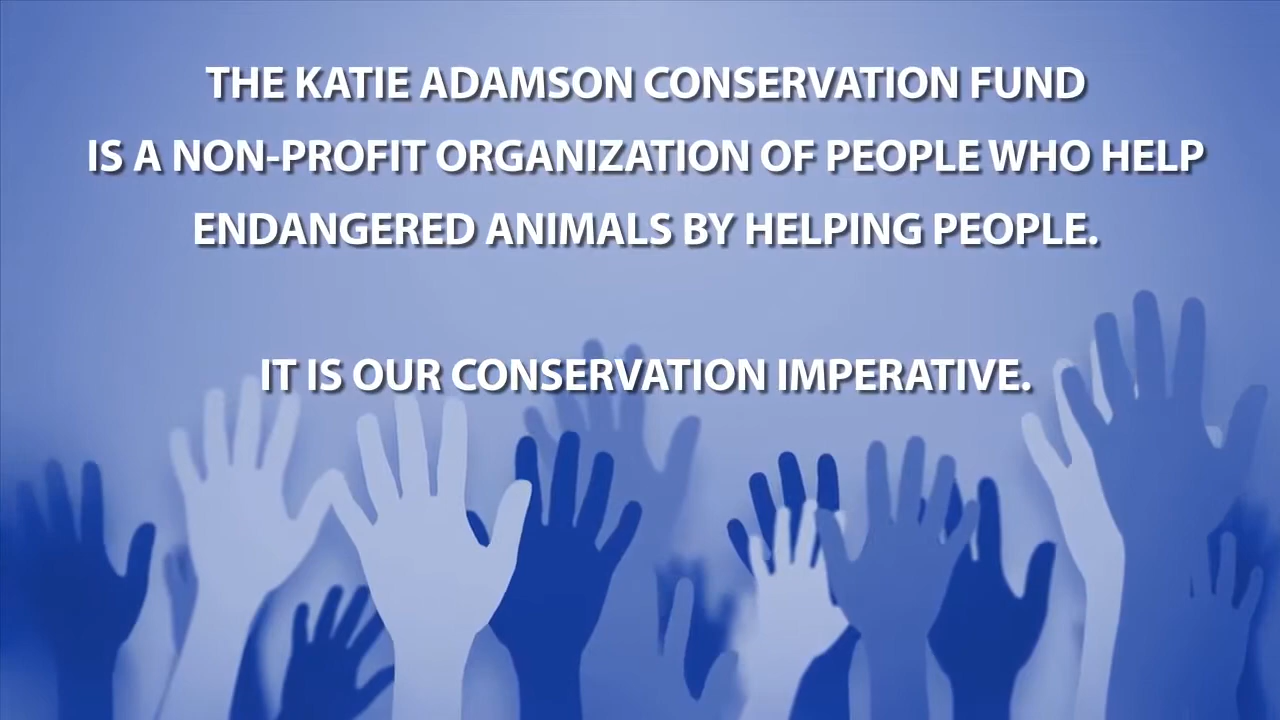 THE KATIE ADAMSON CONSERVATION FUND
IS A NON-PROFIT ORGANIZATION OF PEOPLE WHO HELP
ENDANGERED ANIMALS BY HELPING PEOPLE.
IT IS OUR CONSERVATION IMPERATIVE.